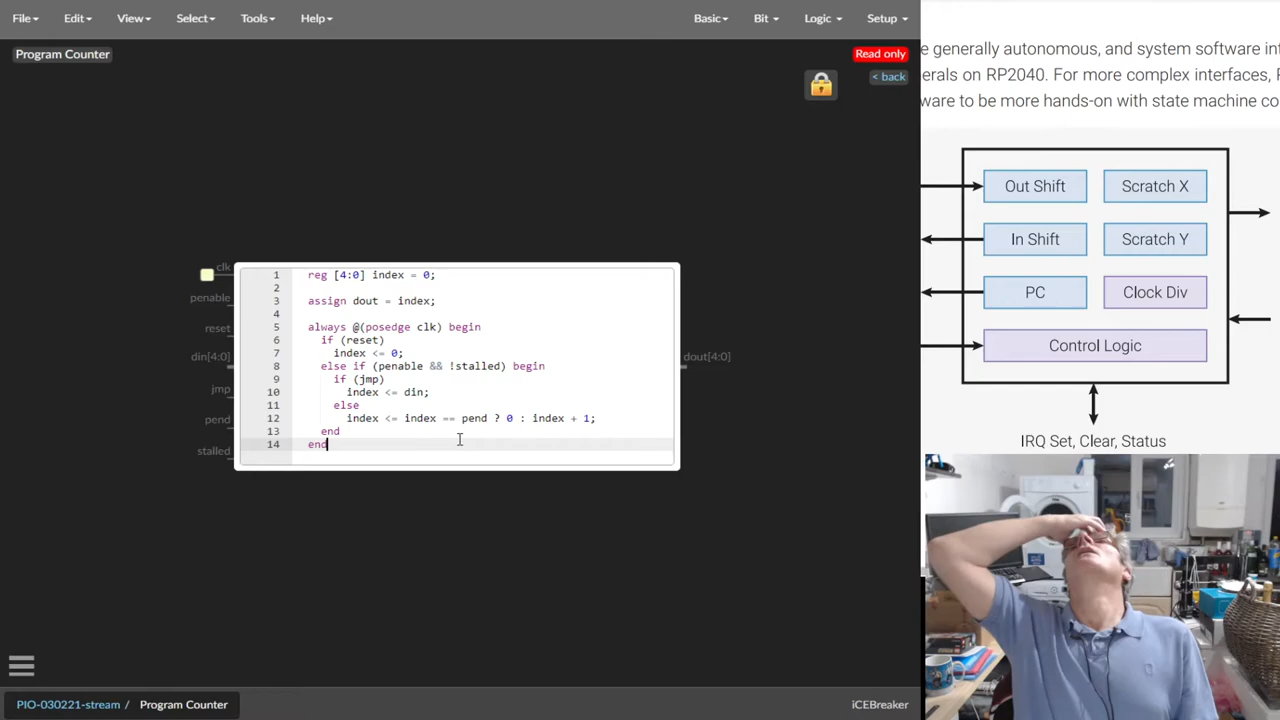 File Edit View Select Tools Help Basic Bit Logic Setup
Program Counter
Read only
< back
clk
penable
reset
din[4:0]
jmp
pend
stalled
1 reg [4:0] index = 0;
2
3 assign dout = index;
4
5 always @(posedge clk) begin
6 if (reset)
7 index <= 0;
8 else if (penable && !stalled) begin
9 if (jmp)
10 index <= din;
11 else
12 index <= index == pend ? 0 : index + 1;
13 end
14 end
dout[4:0]
PIO-030221-stream / Program Counter
iCEBreaker
e generally autonomous, and system software in
erals on RP2040. For more complex interfaces, P
ware to be more hands-on with state machine co
Out Shift Scratch X
In Shift Scratch Y
PC Clock Div
Control Logic
IRQ Set, Clear, Status